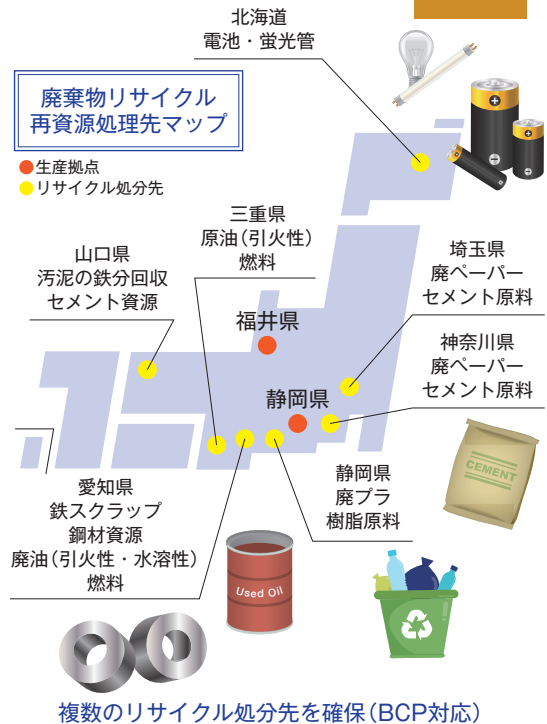 北海道
電池・蛍光管
廃棄物リサイクル
再資源処理先マップ
生産拠点
リサイクル処分先
三重県
原油(引火性)
燃料
山口県
汚泥の鉄分回収
セメント資源
埼玉県
廃ペーパー
セメント原料
福井県
神奈川県
廃ペーパー
セメント原料
静岡県
CEMENT
愛知県
鉄スクラップ
鋼材資源
廃油(引火性・水溶性)
燃料
静岡県
廃プラ
樹脂原料
Used Oil
複数のリサイクル処分先を確保(BCP対応)